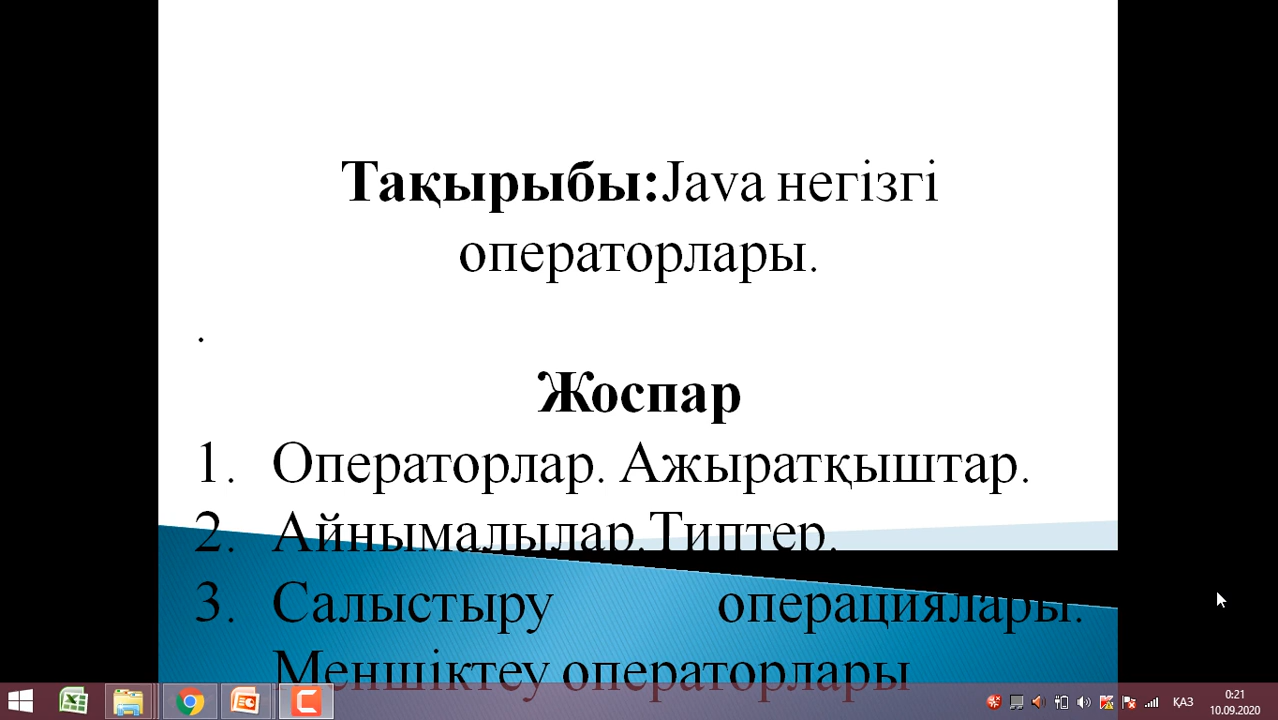 Тақырыбы:Java негізгі
операторлары.
.
Жоспар
1. Операторлар. Ажыратқыштар.
2. Айнымалылар.Типтер.
3. Салыстыру операциялары.
Меншіктеу операторлары
ҚАЗ
0:21
10.09.2020